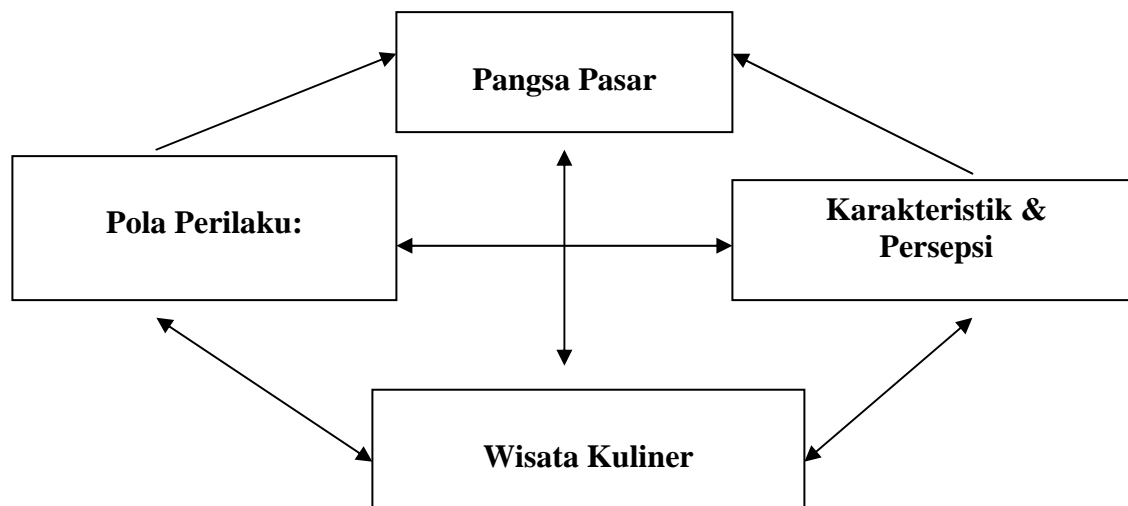 Pangsa Pasar
Pola Perilaku:
Karakteristik &
Persepsi
Wisata Kuliner